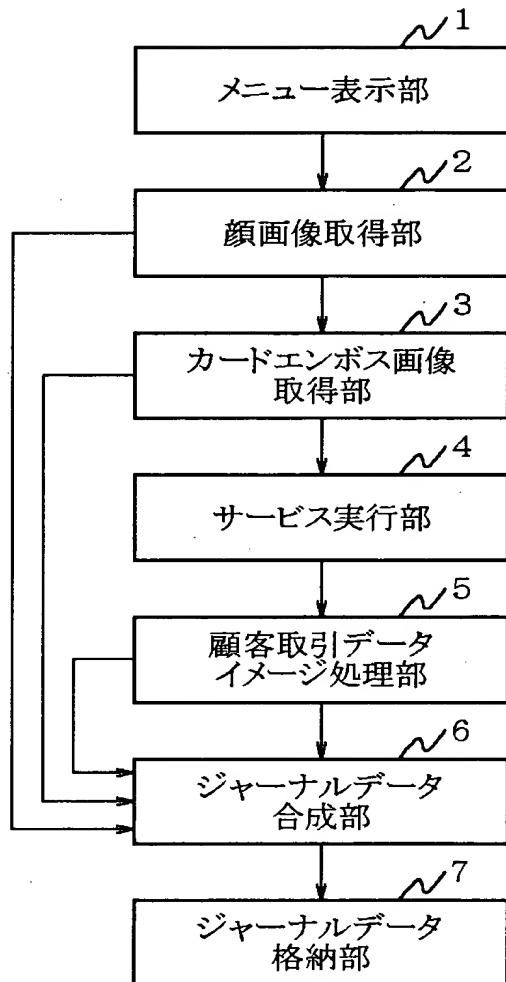 1
メニュー表示部
2
顔画像取得部
3
カードエンボス画像
取得部
4
サービス実行部
5
顧客取引データ
イメージ処理部
6
ジャーナルデータ
合成部
7
ジャーナルデータ
格納部